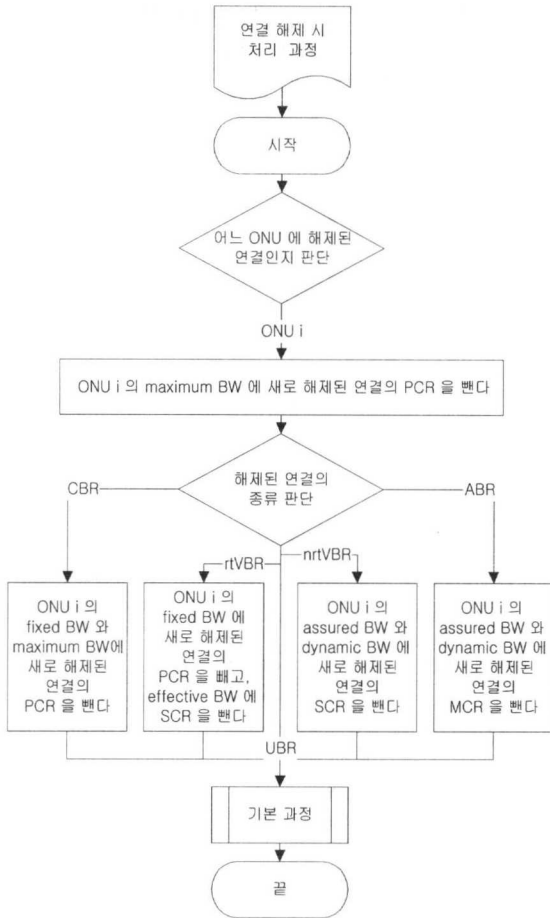 연결 해제 시
처리 과정
시작
어느 ONU 에 해제된
연결인지 판단
ONU i
ONU i 의 maximum BW 에 새로 해제된 연결의 PCR 을 뺀다
해제된 연결의
종류 판단
CBR
ABR
rtVBR
nrtVBR
ONU i 의
fixed BW 와
maximum BW에
새로 해제된
연결의
PCR 을 뺀다
ONU i 의
fixed BW 에
새로 해제된
연결의
PCR 을 빼고,
effective BW 에
SCR 을 뺀다
ONU i 의
assured BW 와
dynamic BW 에
새로 해제된
연결의
SCR 을 뺀다
ONU i 의
assured BW 와
dynamic BW 에
새로 해제된
연결의
MCR 을 뺀다
UBR
기본 과정
끝